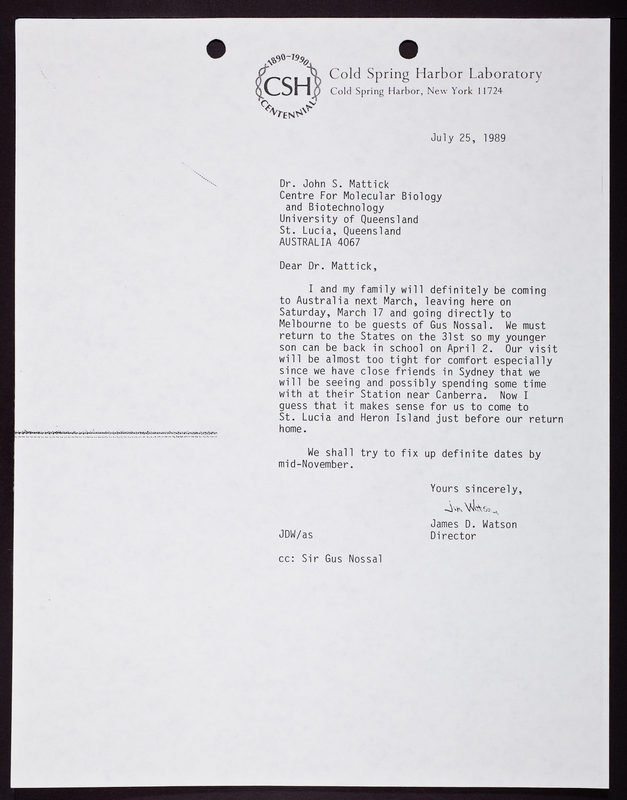 1890-1990
CSH
CENTENNIAL
Cold Spring Harbor Laboratory
Cold Spring Harbor, New York 11724
July 25, 1989
Dr. John S. Mattick
Centre For Molecular Biology
and Biotechnology
University of Queensland
St. Lucia, Queensland
AUSTRALIA 4067
Dear Dr. Mattick,
I and my family will definitely be coming
to Australia next March, leaving here on
Saturday, March 17 and going directly to
Melbourne to be guests of Gus Nossal. We must
return to the States on the 31st so my younger
son can be back in school on April 2. Our visit
will be almost too tight for comfort especially
since we have close friends in Sydney that we
will be seeing and possibly spending some time
with at their Station near Canberra. Now I
guess that it makes sense for us to come to
St. Lucia and Heron Island just before our return
home.
We shall try to fix up definite dates by
mid-November.
Yours sincerely,
Jim Watson
James D. Watson
JDW/as Director
cc: Sir Gus Nossal